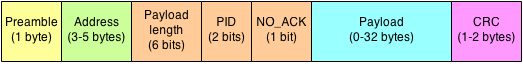 Preamble
(1 byte)
Address
(3-5 bytes)
Payload
length
(6 bits)
PID
(2 bits)
NO_ACK
(1 bit)
Payload
(0-32 bytes)
CRC
(1-2 bytes)